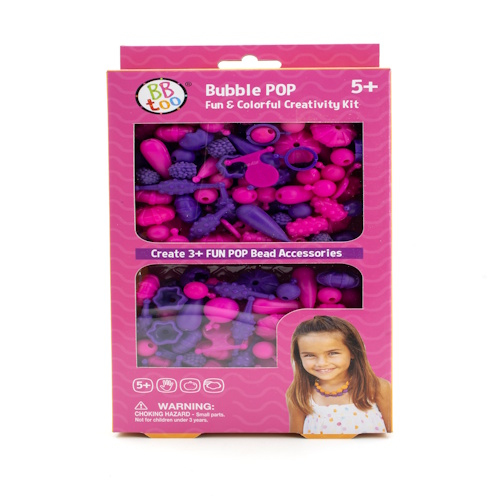 BB
too
®
Bubble POP
Fun & Colorful Creativity Kit
5+
Create 3+ FUN POP Bead Accessories
5+
WARNING:
CHOKING HAZARD - Small parts.
Not for children under 3 years.